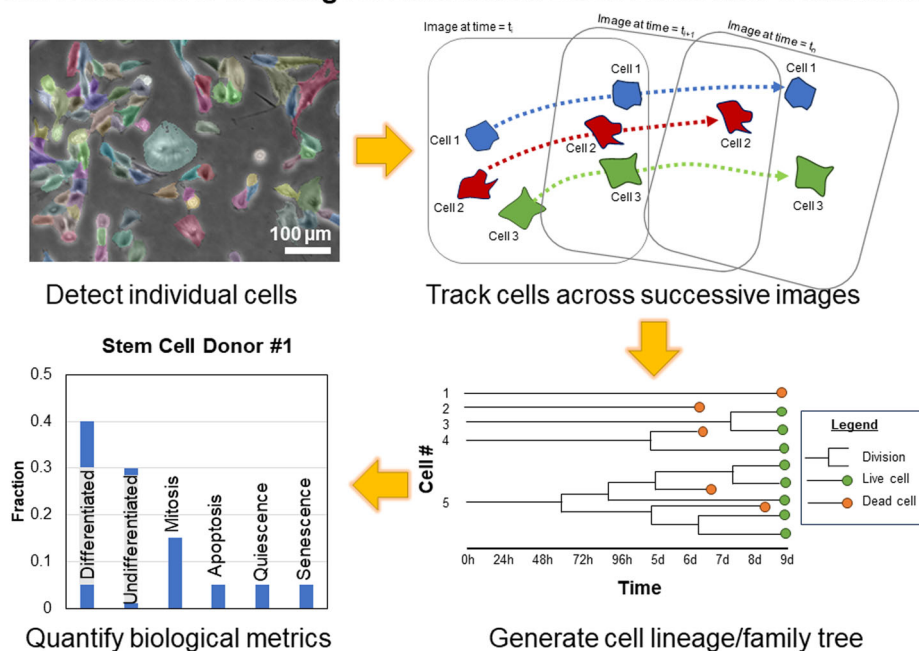 Image at time = ti
Image at time = ti+1
Image at time = tn
Cell 1
Cell 1
Cell 1
Cell 2
Cell 2
Cell 2
Cell 3
Cell 3
Cell 3
100 µm
Detect individual cells
Track cells across successive images
Stem Cell Donor #1
0.5
0.4
0.3
0.2
0.1
0
Fraction
Differentiated
Undifferentiated
Mitosis
Apoptosis
Quiescence
Senescence
Cell #
1
2
3
4
5
0h 24h 48h 72h 96h 5d 6d 7d 8d 9d
Time
Legend
Division
Live cell
Dead cell
Quantify biological metrics
Generate cell lineage/family tree